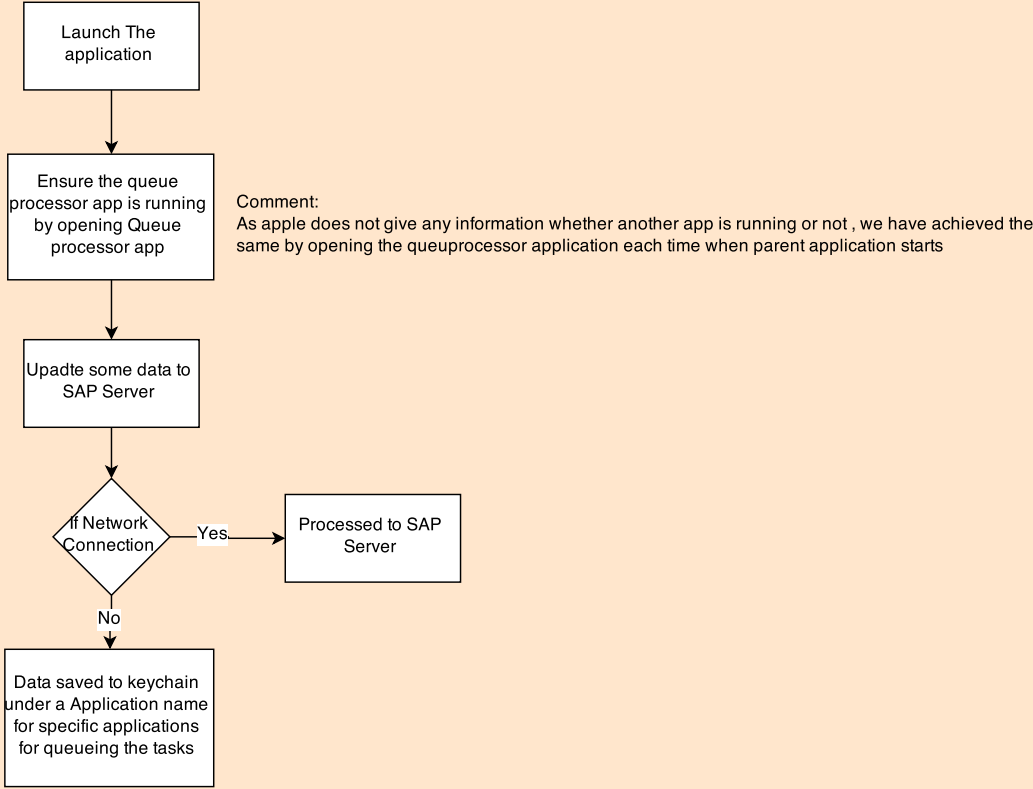 Launch The
application
Ensure the queue
processor app is running
by opening Queue
processor app
Comment:
As apple does not give any information whether another app is running or not , we have achieved the
same by opening the queuprocessor application each time when parent application starts
Upadte some data to
SAP Server
If Network
Connection
Yes
Processed to SAP
Server
No
Data saved to keychain
under a Application name
for specific applications
for queueing the tasks